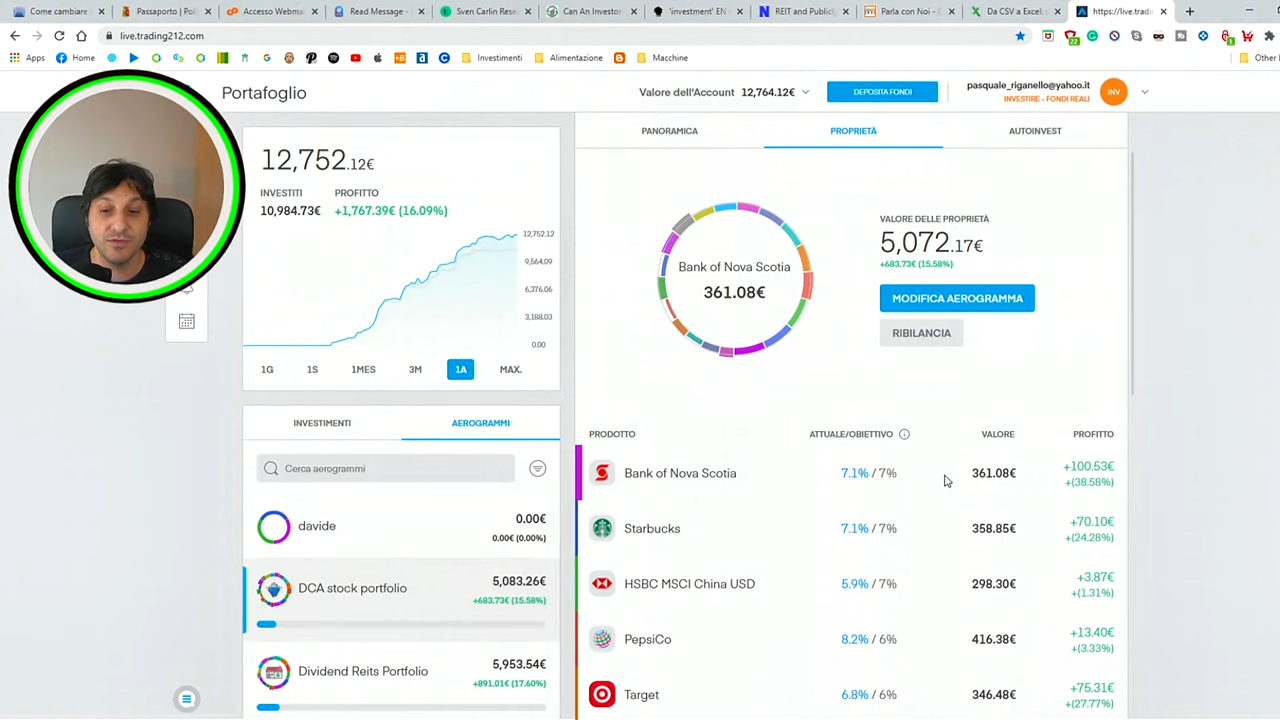 Come cambiare
Passaporto | Pol
Accesso Webma
Read Message -
Sven Carlin Rese
Can An Investor
'investment' EN
REIT and Publicl
Parla con Noi -
Da CSV a Excel:
https://live.tradi
live.trading212.com
22
1
Apps
Home
Investimenti
Alimentazione
Macchine
Other
Portafoglio
Valore dell'Account 12,764.12€
DEPOSITA FONDI
pasquale_riganello@yahoo.it
INVESTIRE - FONDI REALI
INV
12,752.12€
INVESTITI PROFITTO
10,984.73€ +1,767.39€ (16.09%)
12,752.12
9,564.09
6,376.06
3,188.03
0.00
1G 1S 1MES 3M 1A MAX.
INVESTIMENTI AEROGRAMMI
Cerca aerogrammi
davide 0.00€
0.00€ (0.00%)
DCA stock portfolio 5,083.26€
+683.73€ (15.58%)
Dividend Reits Portfolio 5,953.54€
+891.01€ (17.60%)
PANORAMICA PROPRIETÀ AUTOINVEST
Bank of Nova Scotia
361.08€
VALORE DELLE PROPRIETÀ
5,072.17€
+683.73€ (15.58%)
MODIFICA AEROGRAMMA
RIBILANCIA
PRODOTTO ATTUALE/OBIETTIVO VALORE PROFITTO
Bank of Nova Scotia 7.1% / 7% 361.08€ +100.53€
+(38.58%)
Starbucks 7.1% / 7% 358.85€ +70.10€
+(24.28%)
HSBC MSCI China USD 5.9% / 7% 298.30€ +3.87€
+(1.31%)
PepsiCo 8.2% / 6% 416.38€ +13.40€
+(3.33%)
Target 6.8% / 6% 346.48€ +75.31€
+(27.77%)